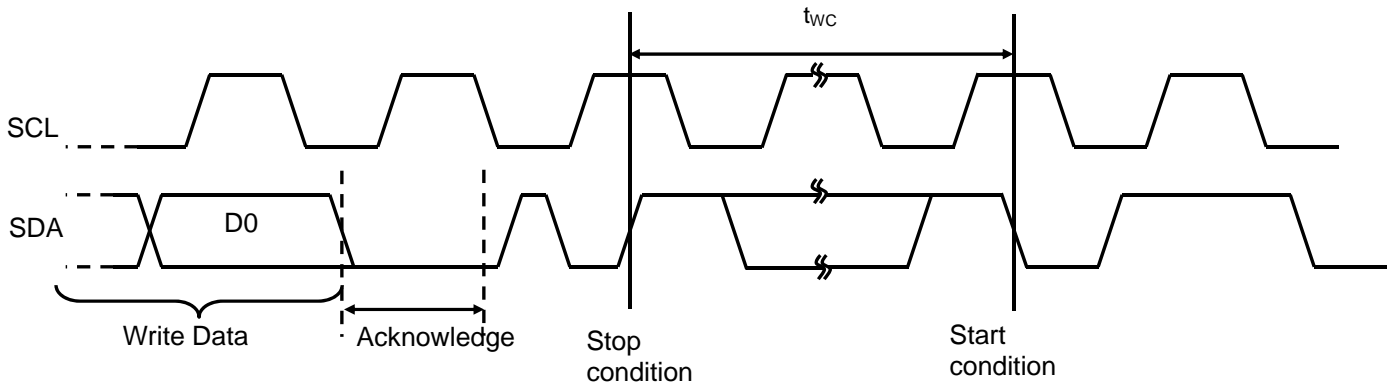 tWC
SCL
SDA
D0
Write Data
Acknowledge
Stop
condition
Start
condition